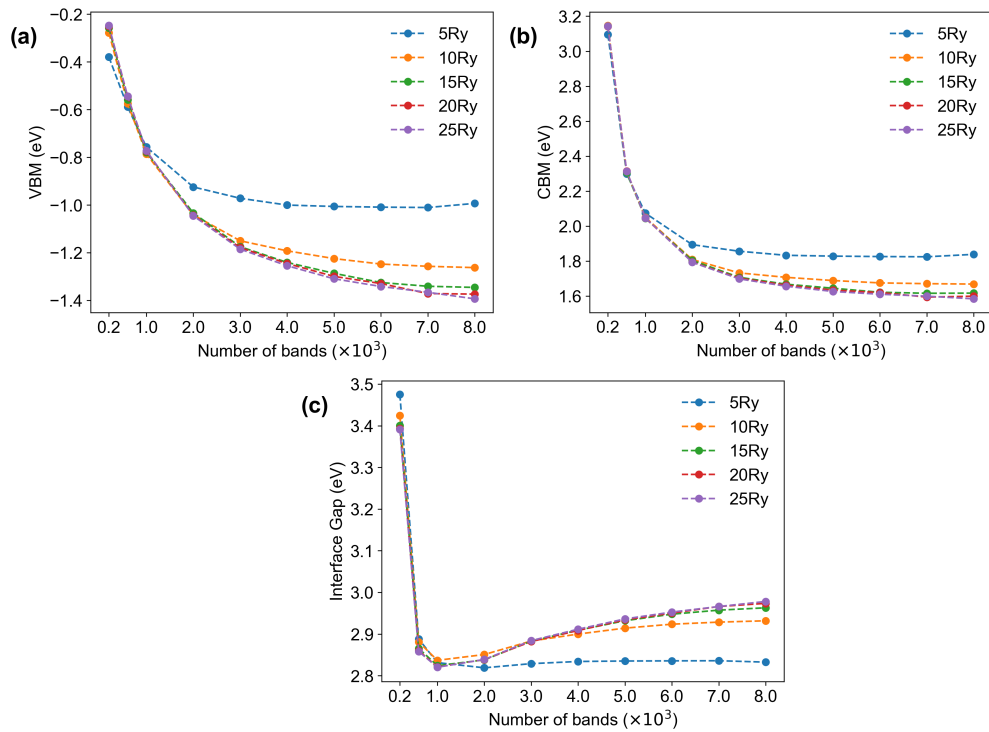 (a)
VBM (eV)
−0.2
−0.4
−0.6
−0.8
−1.0
−1.2
−1.4
5Ry
10Ry
15Ry
20Ry
25Ry
0.2 1.0 2.0 3.0 4.0 5.0 6.0 7.0 8.0
Number of bands (×10³)
(b)
CBM (eV)
3.2
3.0
2.8
2.6
2.4
2.2
2.0
1.8
1.6
5Ry
10Ry
15Ry
20Ry
25Ry
0.2 1.0 2.0 3.0 4.0 5.0 6.0 7.0 8.0
Number of bands (×10³)
(c)
Interface Gap (eV)
3.5
3.4
3.3
3.2
3.1
3.0
2.9
2.8
5Ry
10Ry
15Ry
20Ry
25Ry
0.2 1.0 2.0 3.0 4.0 5.0 6.0 7.0 8.0
Number of bands (×10³)